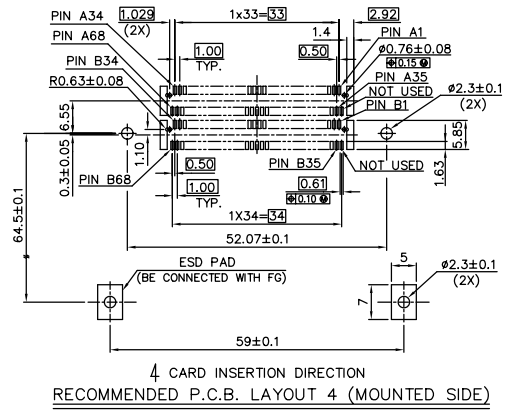 PIN A34
1.029
(2X)
1x33=33
2.92
PIN A68
1.4
PIN A1
1.00
TYP.
0.50
ø0.76±0.08
⌖0.15Ⓜ
PIN B34
PIN A35
R0.63±0.08
NOT USED
PIN B1
ø2.3±0.1
(2X)
6.55
0.3±0.05
1.10
5.85
1.63
64.5±0.1
PIN B68
0.50
PIN B35
NOT USED
1.00
TYP.
0.61
⌖0.10Ⓜ
1X34=34
52.07±0.1
ESD PAD
(BE CONNECTED WITH FG)
5
7
ø2.3±0.1
(2X)
59±0.1
CARD INSERTION DIRECTION
RECOMMENDED P.C.B. LAYOUT 4 (MOUNTED SIDE)